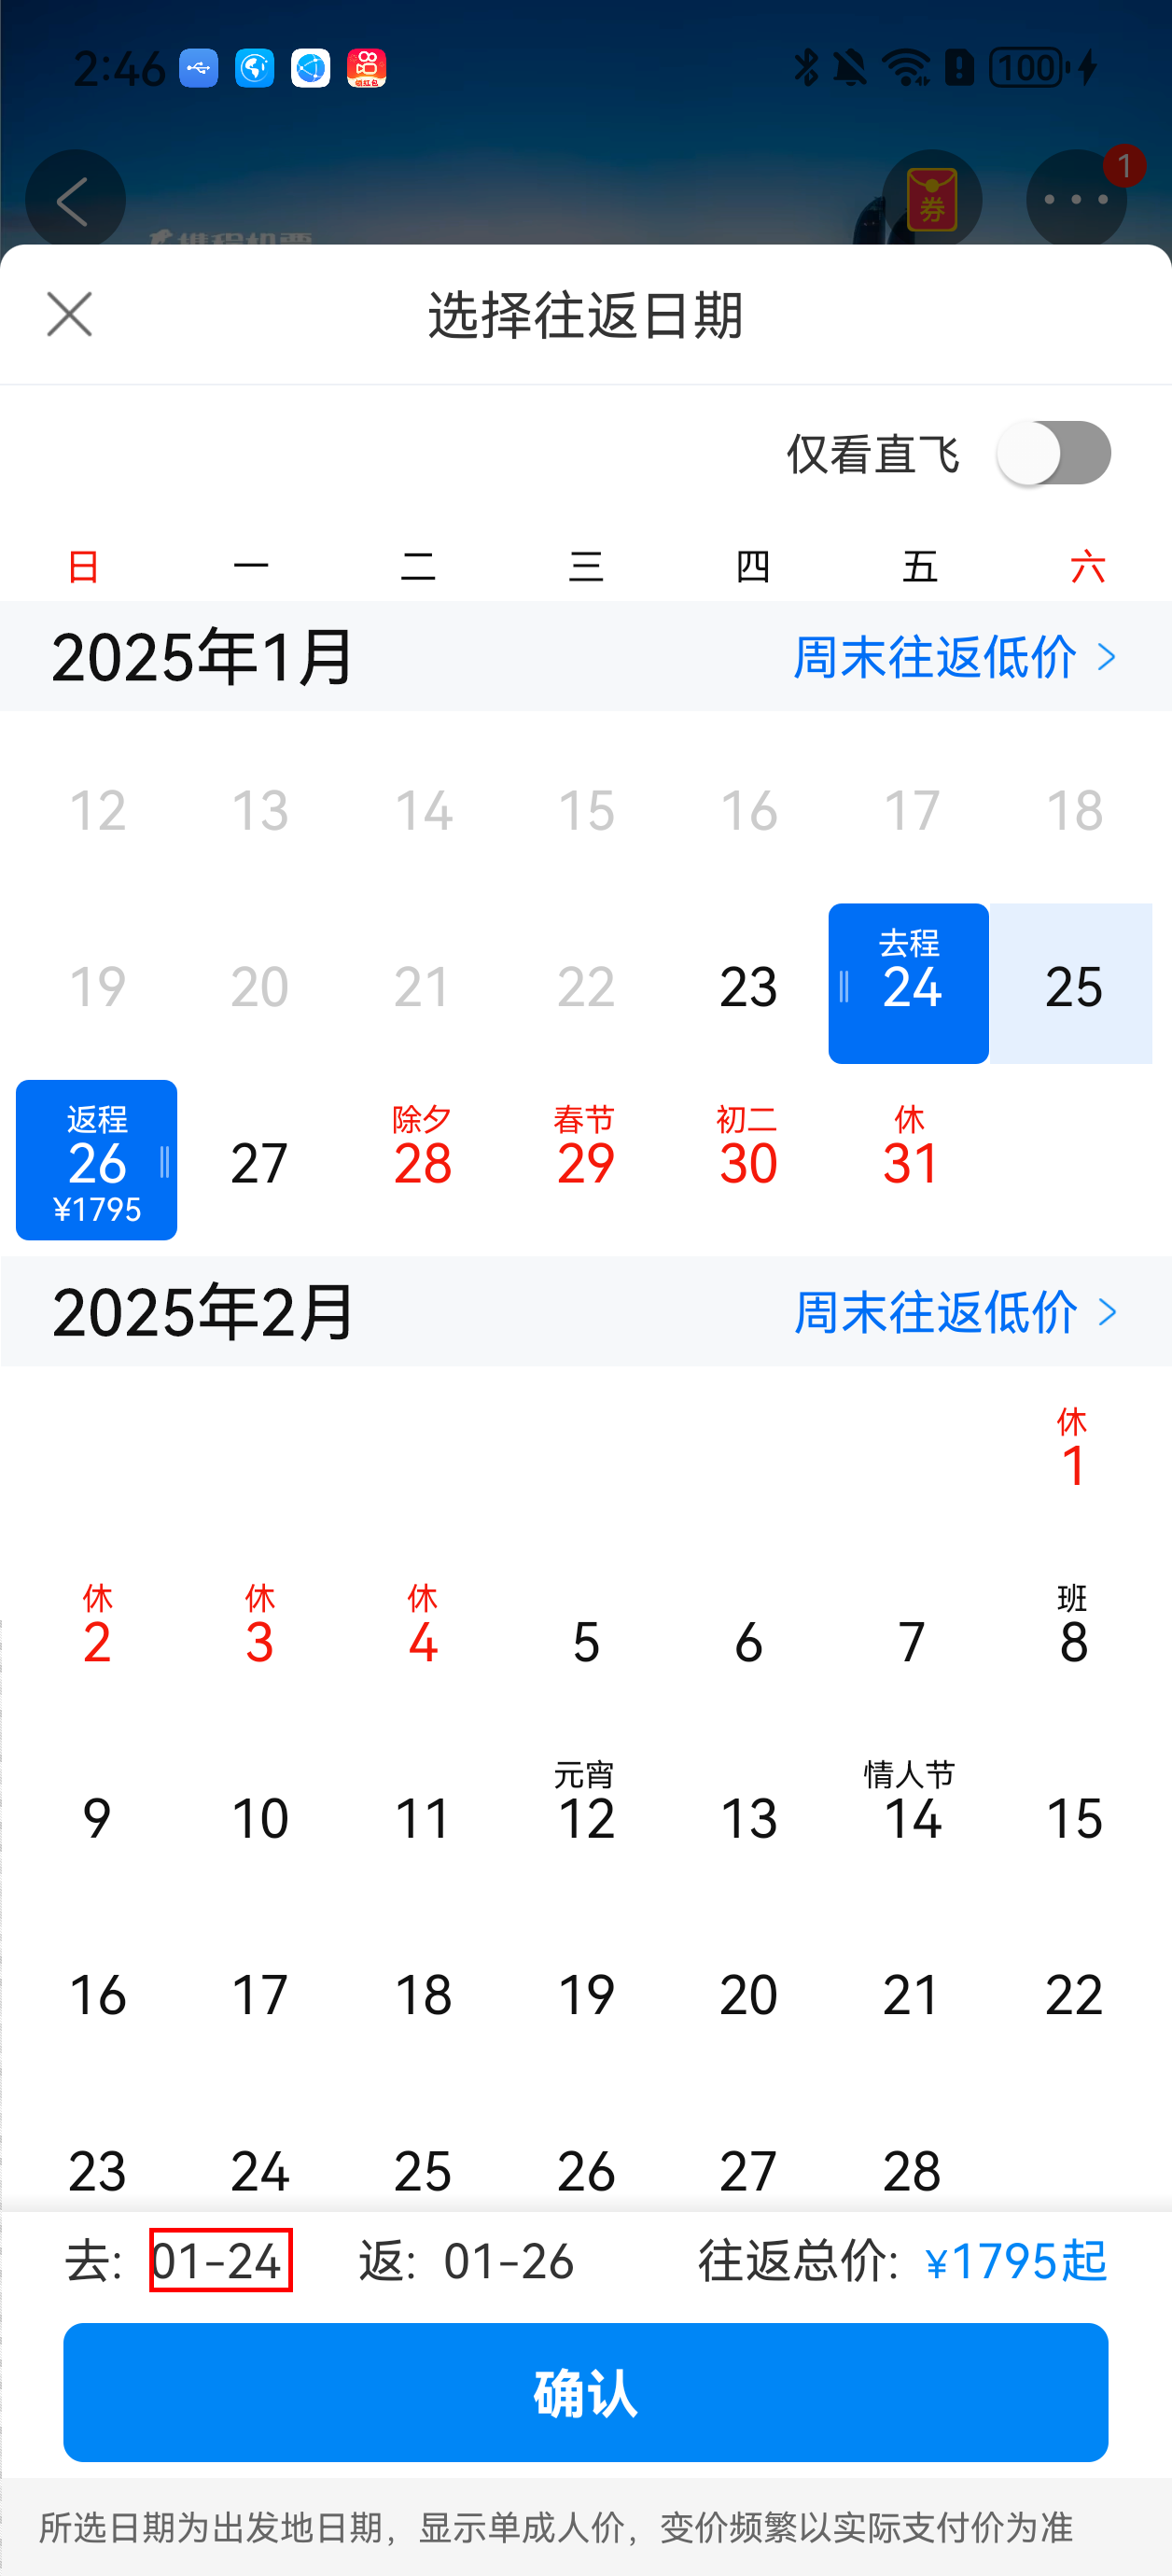 2:46
领红包
100
券
1
携程机票
选择往返日期
仅看直飞
日 一 二 三 四 五 六
2025年1月 周末往返低价 >
12 13 14 15 16 17 18
去程
19 20 21 22 23 24 25
返程 除夕 春节 初二 休
26 27 28 29 30 31
¥1795
2025年2月 周末往返低价 >
休
1
休 休 休 班
2 3 4 5 6 7 8
元宵 情人节
9 10 11 12 13 14 15
16 17 18 19 20 21 22
23 24 25 26 27 28
去: 01-24 返: 01-26 往返总价: ¥1795起
确认
所选日期为出发地日期，显示单成人价，变价频繁以实际支付价为准